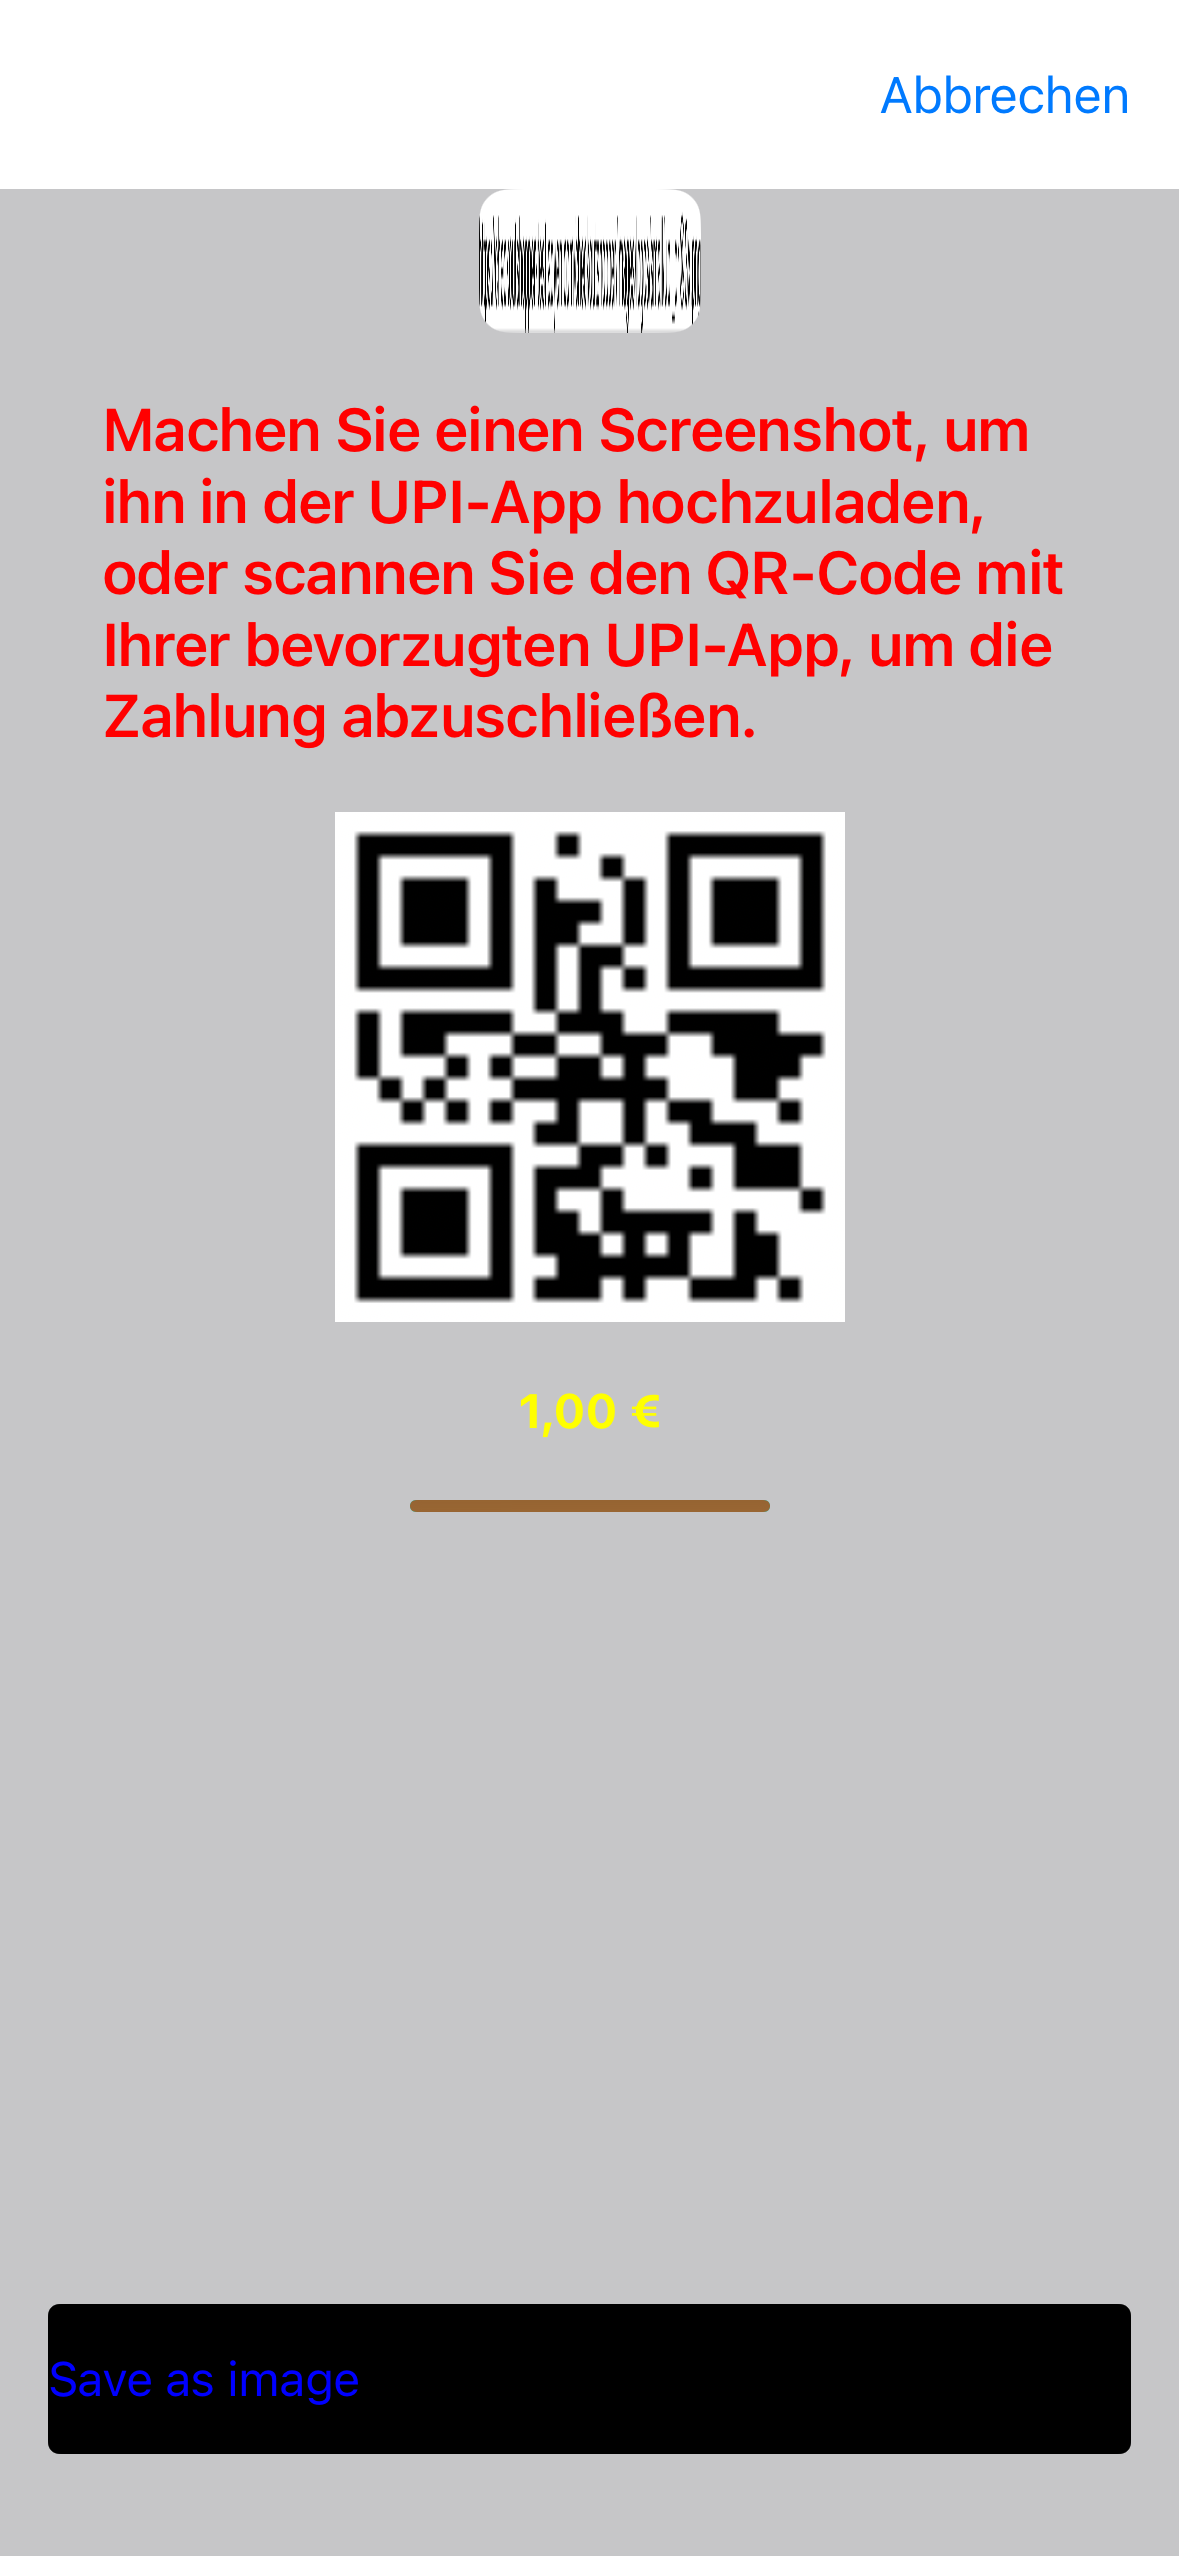 Abbrechen
Machen Sie einen Screenshot, um
ihn in der UPI-App hochzuladen,
oder scannen Sie den QR-Code mit
Ihrer bevorzugten UPI-App, um die
Zahlung abzuschließen.
1,00 €
Save as image